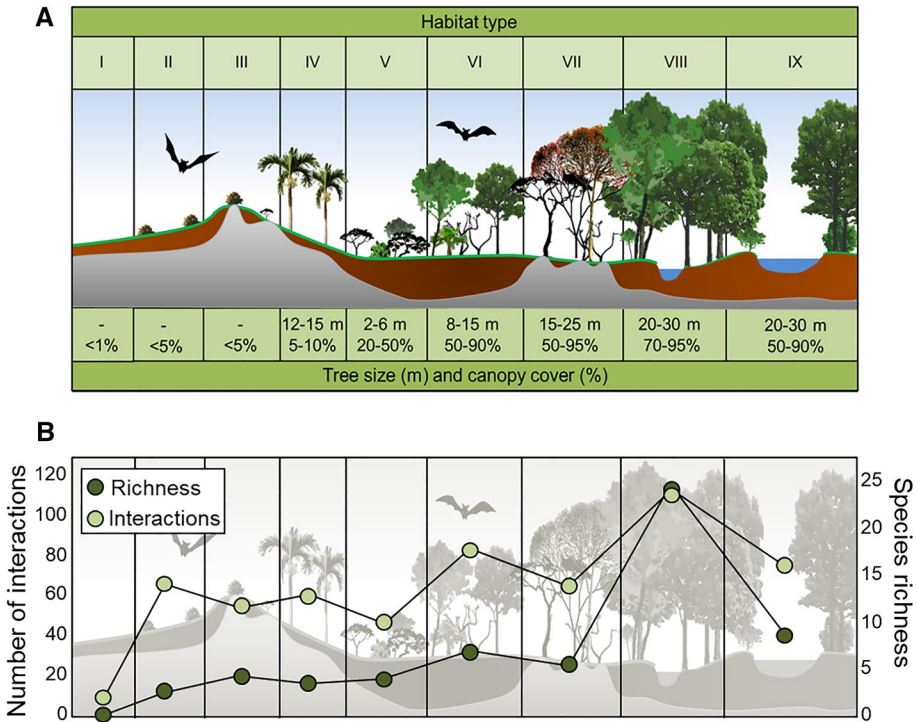 A
Habitat type
I II III IV V VI VII VIII IX
- - - 12-15 m 2-6 m 8-15 m 15-25 m 20-30 m 20-30 m
<1% <5% <5% 5-10% 20-50% 50-90% 50-95% 70-95% 50-90%
Tree size (m) and canopy cover (%)
B
Number of interactions
120
100
80
60
40
20
0
Richness
Interactions
25
20
15
10
5
0
Species richness